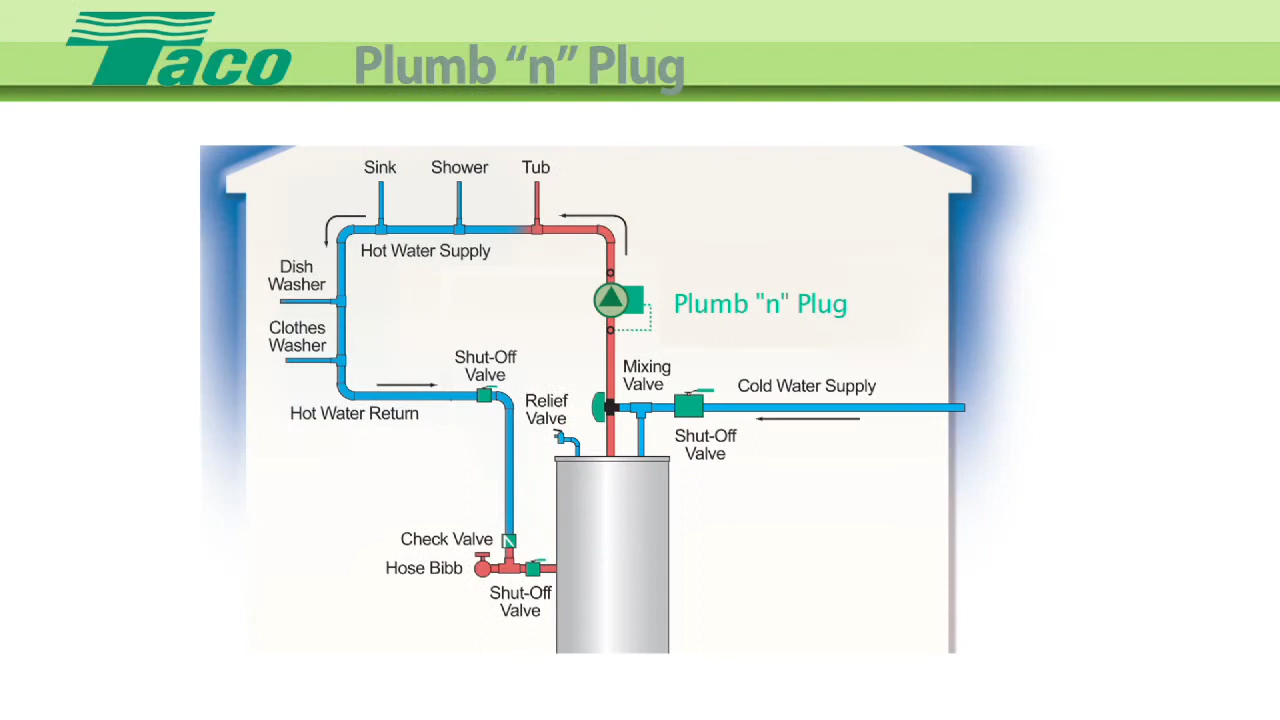 Taco
Plumb “n” Plug
Sink
Shower
Tub
Hot Water Supply
Dish
Washer
Plumb "n" Plug
Clothes
Washer
Shut-Off
Valve
Mixing
Valve
Cold Water Supply
Relief
Valve
Hot Water Return
Shut-Off
Valve
Check Valve
Hose Bibb
Shut-Off
Valve